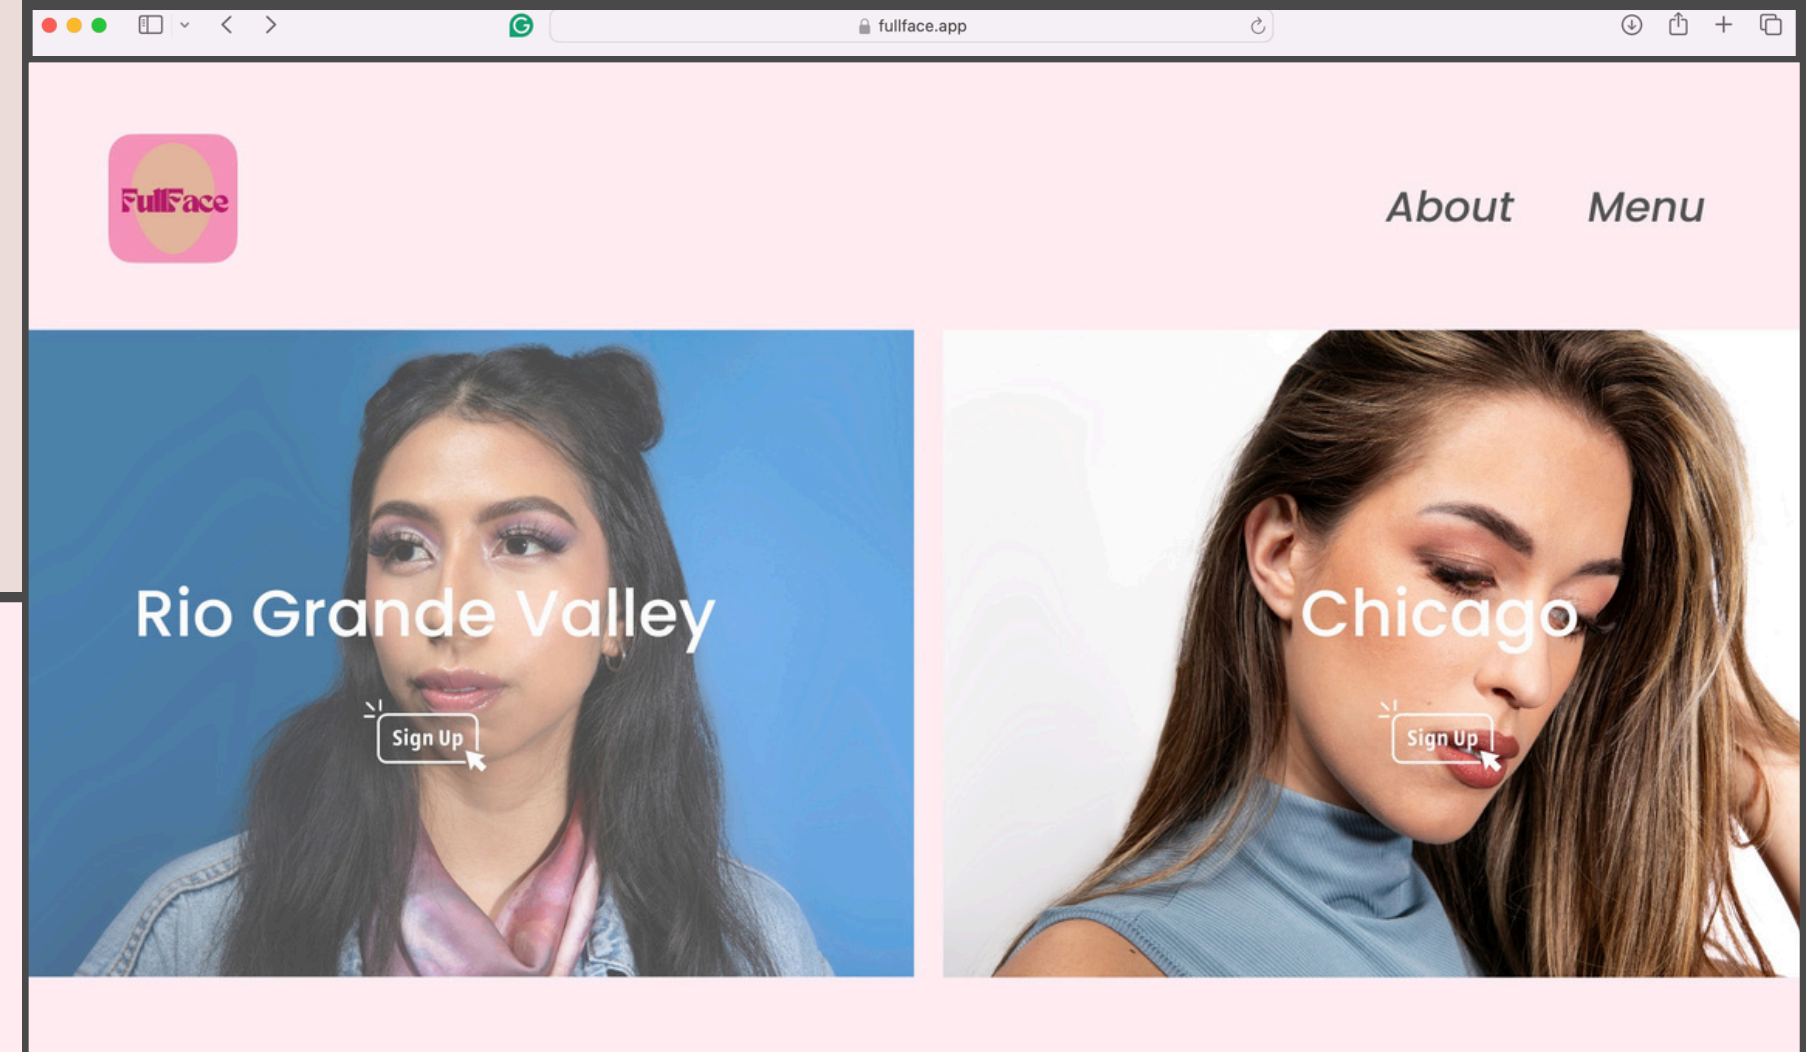 fullface.app
FullFace
About Menu
Rio Grande Valley
Chicago
Sign Up
Sign Up